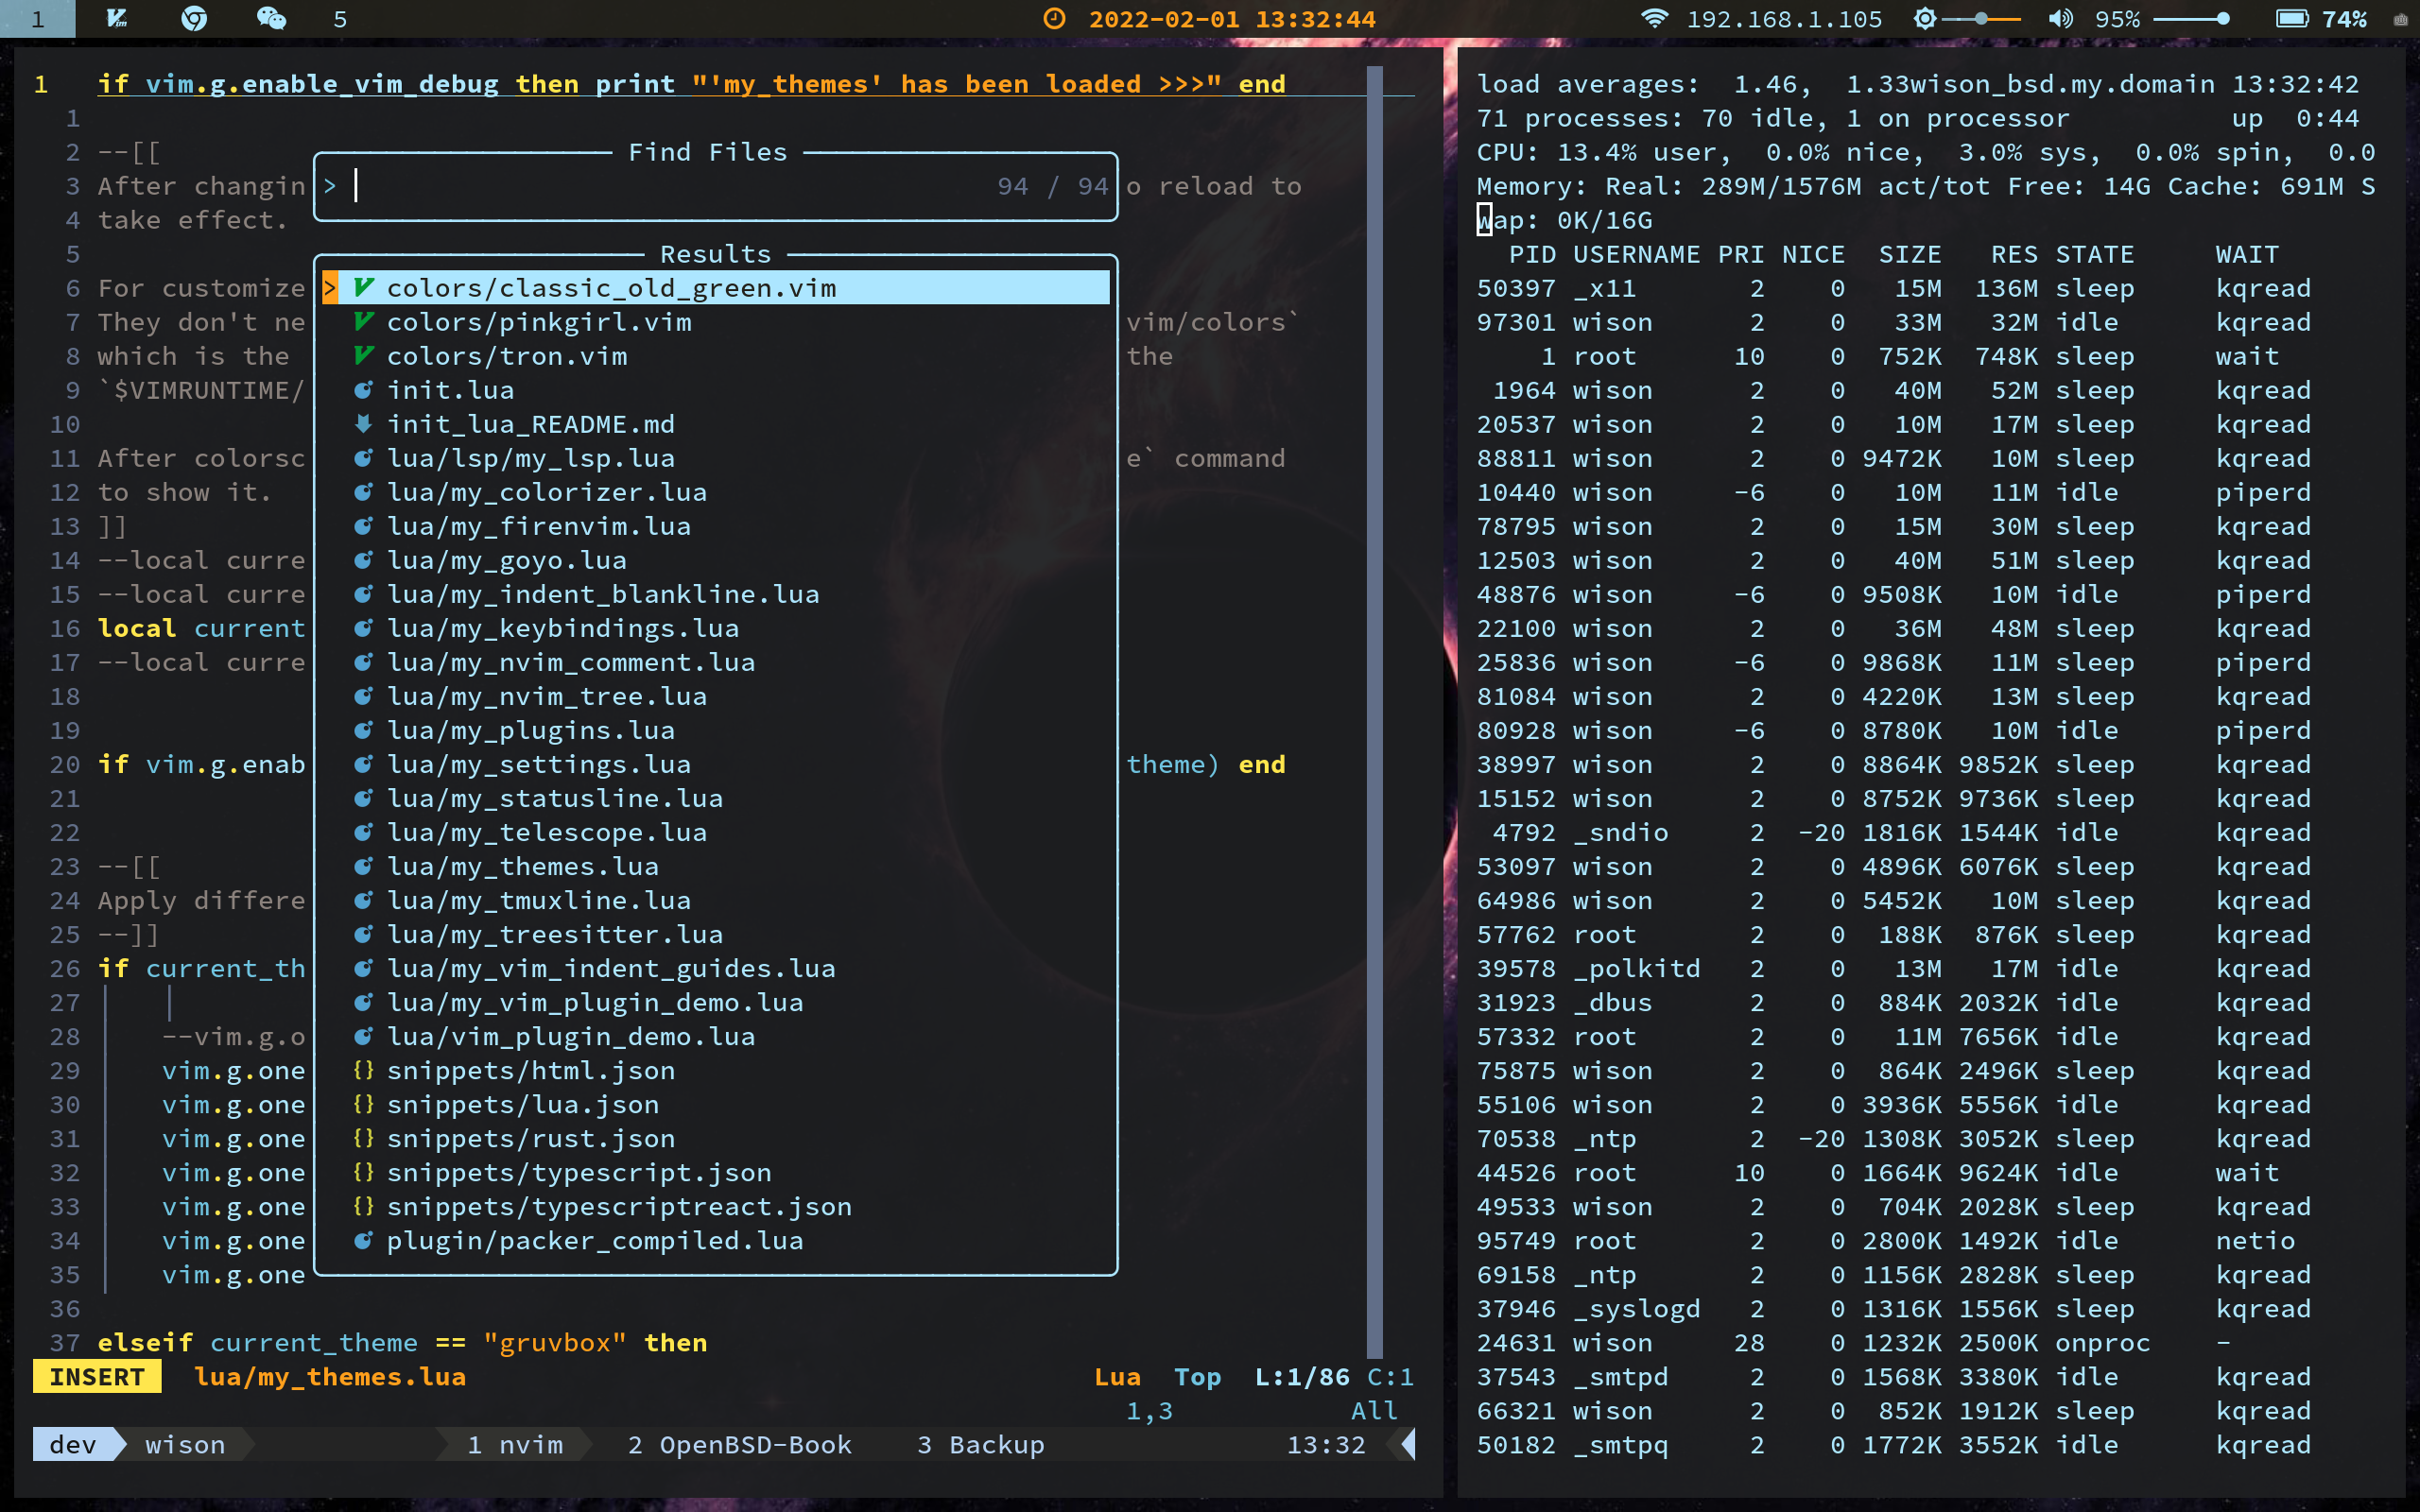 1 5 2022-02-01 13:32:44 192.168.1.105 95% 74%
1 if vim.g.enable_vim_debug then print "'my_themes' has been loaded >>>" end
1
2 --[[
3 After changin o reload to
4 take effect.
5
6 For customize
7 They don't ne vim/colors`
8 which is the the
9 `$VIMRUNTIME/
10
11 After colorsc e` command
12 to show it.
13 ]]
14 --local curre
15 --local curre
16 local current
17 --local curre
18
19
20 if vim.g.enab theme) end
21
22
23 --[[
24 Apply differe
25 --]]
26 if current_th
27
28 --vim.g.o
29 vim.g.one
30 vim.g.one
31 vim.g.one
32 vim.g.one
33 vim.g.one
34 vim.g.one
35 vim.g.one
36
37 elseif current_theme == "gruvbox" then
Find Files
> 94 / 94
Results
> colors/classic_old_green.vim
colors/pinkgirl.vim
colors/tron.vim
init.lua
init_lua_README.md
lua/lsp/my_lsp.lua
lua/my_colorizer.lua
lua/my_firenvim.lua
lua/my_goyo.lua
lua/my_indent_blankline.lua
lua/my_keybindings.lua
lua/my_nvim_comment.lua
lua/my_nvim_tree.lua
lua/my_plugins.lua
lua/my_settings.lua
lua/my_statusline.lua
lua/my_telescope.lua
lua/my_themes.lua
lua/my_tmuxline.lua
lua/my_treesitter.lua
lua/my_vim_indent_guides.lua
lua/my_vim_plugin_demo.lua
lua/vim_plugin_demo.lua
{} snippets/html.json
{} snippets/lua.json
{} snippets/rust.json
{} snippets/typescript.json
{} snippets/typescriptreact.json
plugin/packer_compiled.lua
INSERT lua/my_themes.lua Lua Top L:1/86 C:1
1,3 All
dev wison 1 nvim 2 OpenBSD-Book 3 Backup 13:32
load averages: 1.46, 1.33wison_bsd.my.domain 13:32:42
71 processes: 70 idle, 1 on processor up 0:44
CPU: 13.4% user, 0.0% nice, 3.0% sys, 0.0% spin, 0.0
Memory: Real: 289M/1576M act/tot Free: 14G Cache: 691M S
wap: 0K/16G
PID USERNAME PRI NICE SIZE RES STATE WAIT
50397 _x11 2 0 15M 136M sleep kqread
97301 wison 2 0 33M 32M idle kqread
1 root 10 0 752K 748K sleep wait
1964 wison 2 0 40M 52M sleep kqread
20537 wison 2 0 10M 17M sleep kqread
88811 wison 2 0 9472K 10M sleep kqread
10440 wison -6 0 10M 11M idle piperd
78795 wison 2 0 15M 30M sleep kqread
12503 wison 2 0 40M 51M sleep kqread
48876 wison -6 0 9508K 10M idle piperd
22100 wison 2 0 36M 48M sleep kqread
25836 wison -6 0 9868K 11M sleep piperd
81084 wison 2 0 4220K 13M sleep kqread
80928 wison -6 0 8780K 10M idle piperd
38997 wison 2 0 8864K 9852K sleep kqread
15152 wison 2 0 8752K 9736K sleep kqread
4792 _sndio 2 -20 1816K 1544K idle kqread
53097 wison 2 0 4896K 6076K sleep kqread
64986 wison 2 0 5452K 10M sleep kqread
57762 root 2 0 188K 876K sleep kqread
39578 _polkitd 2 0 13M 17M idle kqread
31923 _dbus 2 0 884K 2032K idle kqread
57332 root 2 0 11M 7656K idle kqread
75875 wison 2 0 864K 2496K sleep kqread
55106 wison 2 0 3936K 5556K idle kqread
70538 _ntp 2 -20 1308K 3052K sleep kqread
44526 root 10 0 1664K 9624K idle wait
49533 wison 2 0 704K 2028K sleep kqread
95749 root 2 0 2800K 1492K idle netio
69158 _ntp 2 0 1156K 2828K sleep kqread
37946 _syslogd 2 0 1316K 1556K sleep kqread
24631 wison 28 0 1232K 2500K onproc -
37543 _smtpd 2 0 1568K 3380K idle kqread
66321 wison 2 0 852K 1912K sleep kqread
50182 _smtpq 2 0 1772K 3552K idle kqread